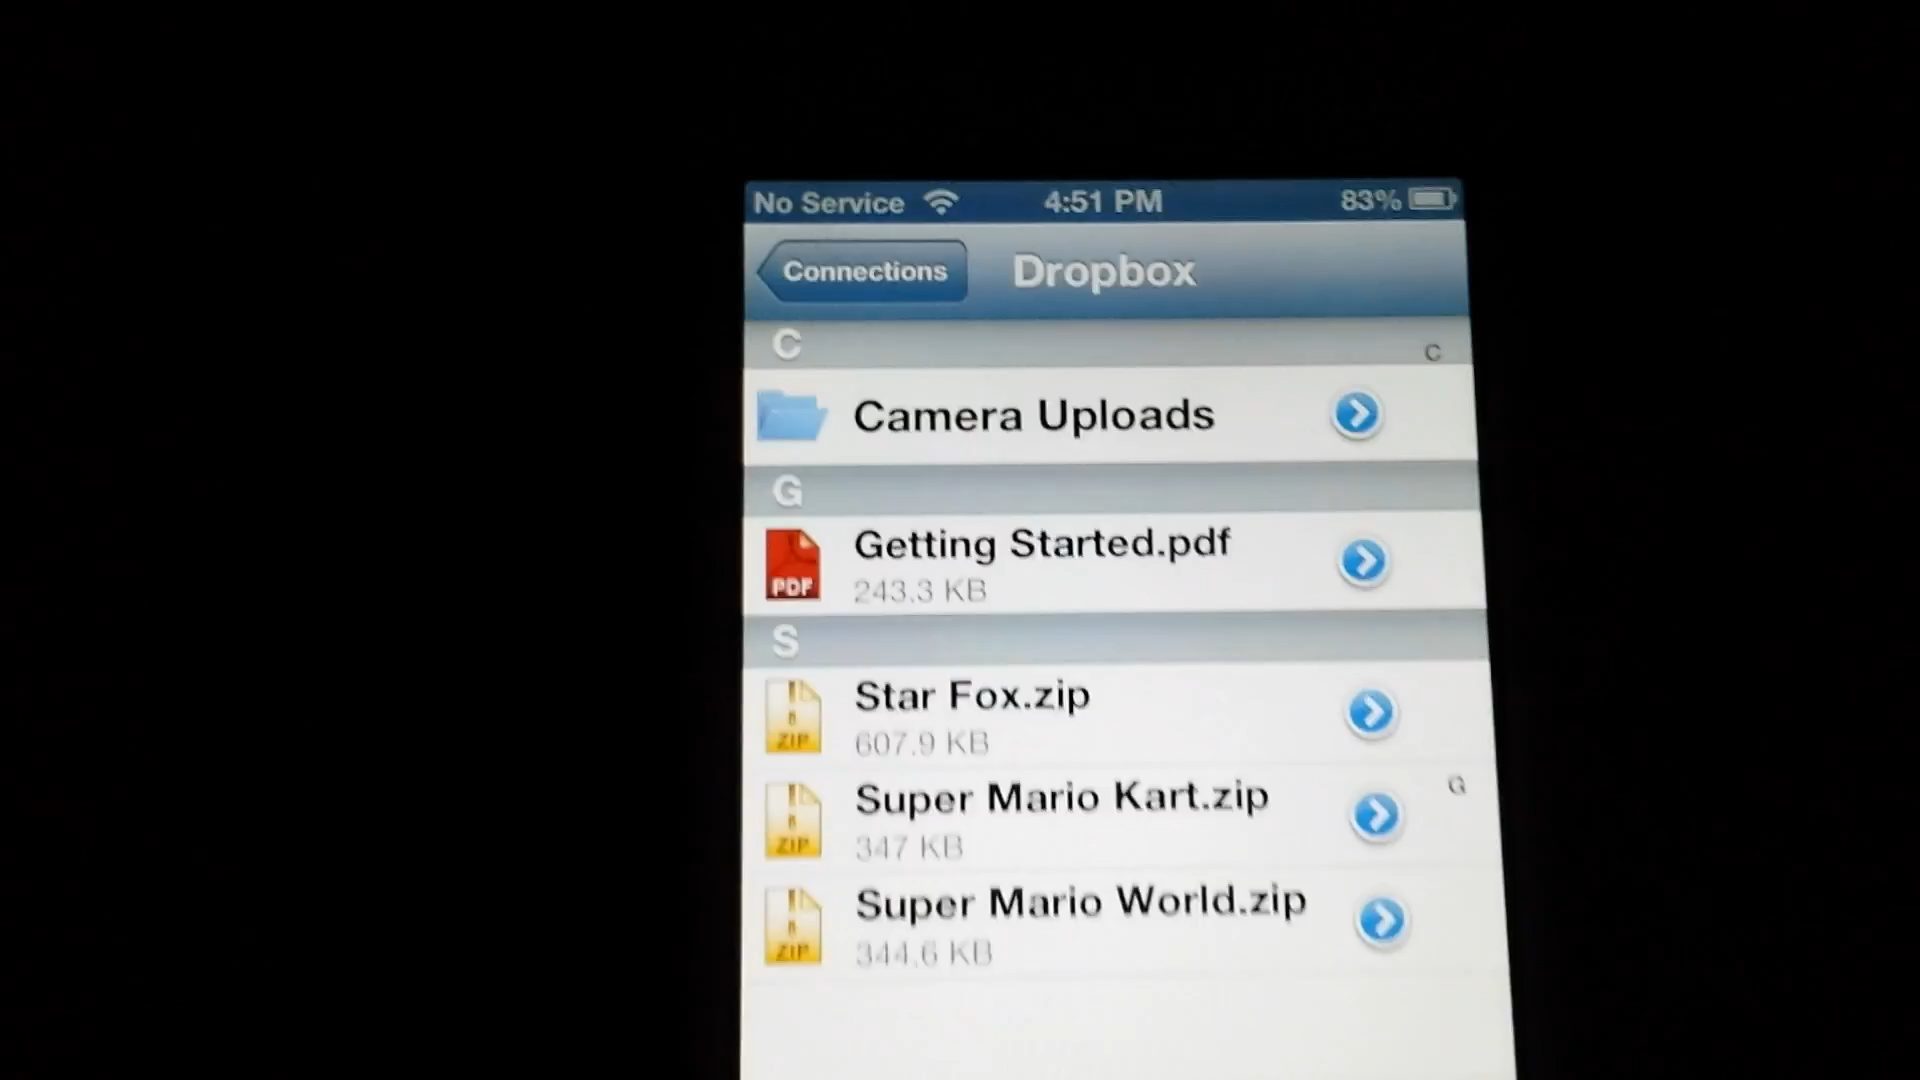 No Service 4:51 PM 83%
Connections Dropbox
C
C
Camera Uploads
G
PDF Getting Started.pdf
243.3 KB
S
ZIP Star Fox.zip
607.9 KB
G
ZIP Super Mario Kart.zip
347 KB
ZIP Super Mario World.zip
344.6 KB